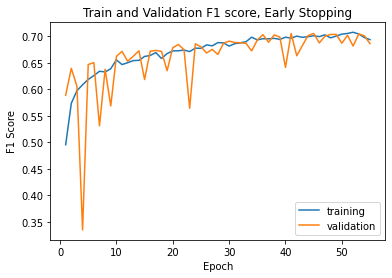 Train and Validation F1 score, Early Stopping
F1 Score
0.70
0.65
0.60
0.55
0.50
0.45
0.40
0.35
training
validation
0 10 20 30 40 50
Epoch